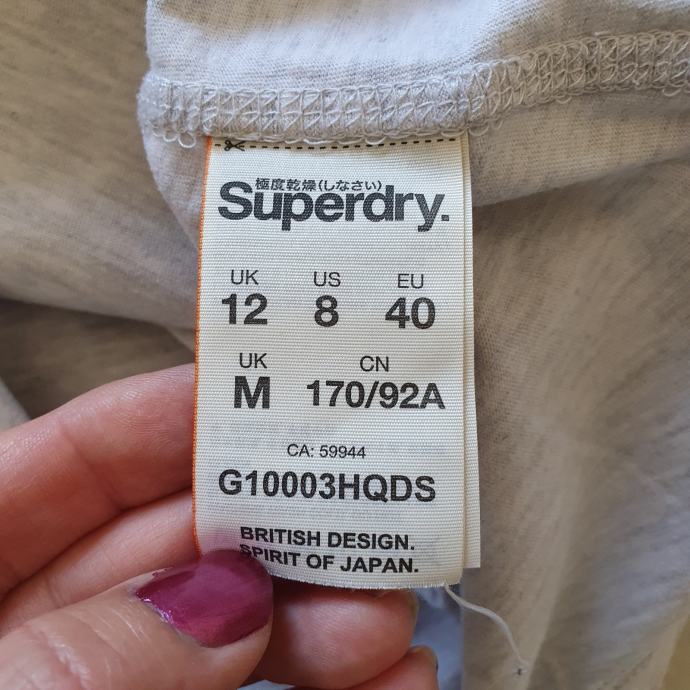 極度乾燥(しなさい)
Superdry.
UK US EU
12 8 40
UK CN
M 170/92A
CA: 59944
G10003HQDS
BRITISH DESIGN.
SPIRIT OF JAPAN.